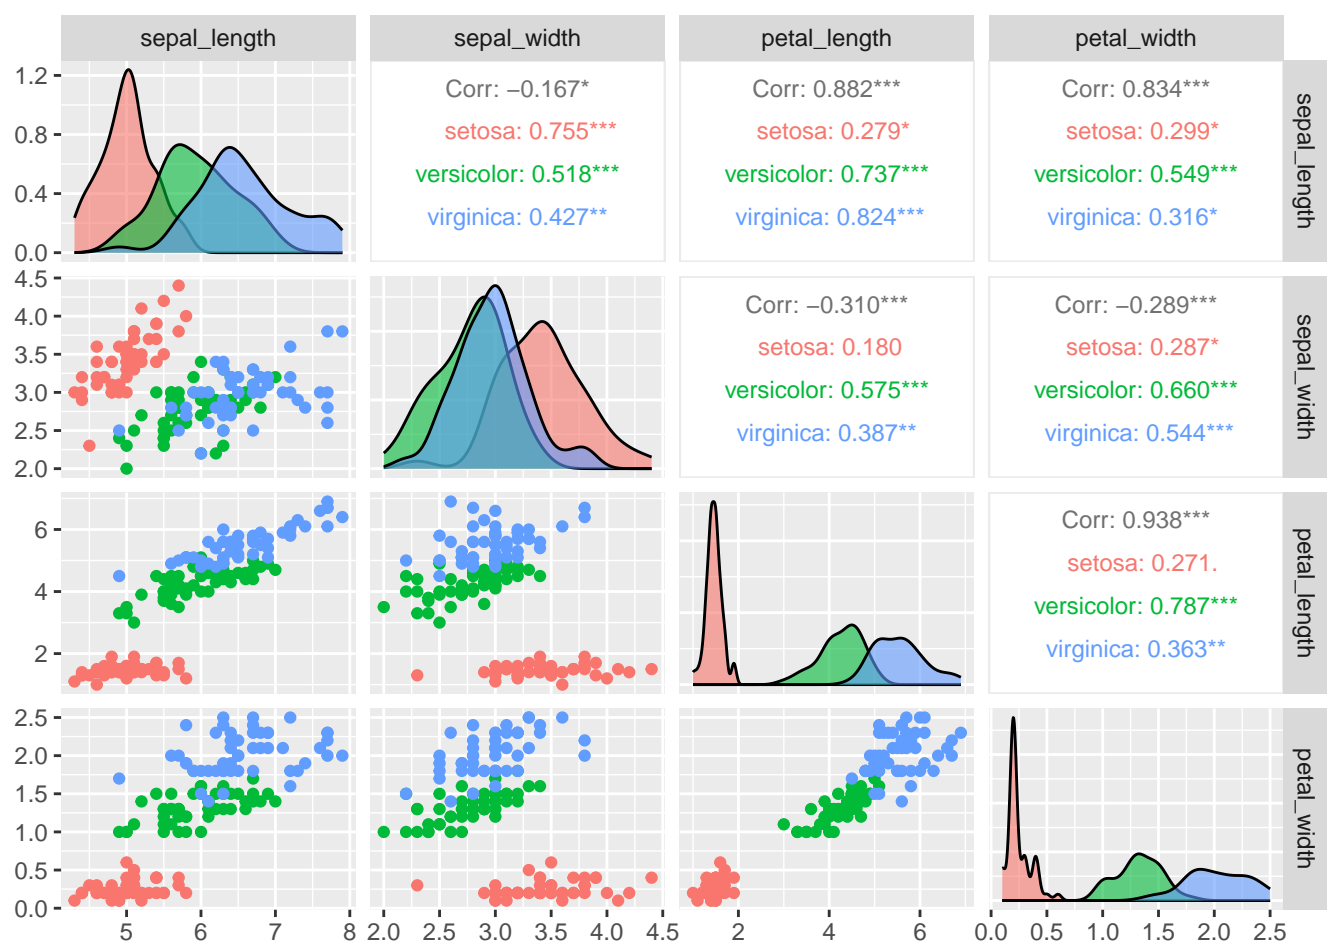 sepal_length
sepal_width
petal_length
petal_width
1.2
0.8
0.4
0.0
Corr: −0.167*
setosa: 0.755***
versicolor: 0.518***
virginica: 0.427**
Corr: 0.882***
setosa: 0.279*
versicolor: 0.737***
virginica: 0.824***
Corr: 0.834***
setosa: 0.299*
versicolor: 0.549***
virginica: 0.316*
sepal_length
4.5
4.0
3.5
3.0
2.5
2.0
Corr: −0.310***
setosa: 0.180
versicolor: 0.575***
virginica: 0.387**
Corr: −0.289***
setosa: 0.287*
versicolor: 0.660***
virginica: 0.544***
sepal_width
6
4
2
Corr: 0.938***
setosa: 0.271.
versicolor: 0.787***
virginica: 0.363**
petal_length
2.5
2.0
1.5
1.0
0.5
0.0
petal_width
5 6 7 8
2.0 2.5 3.0 3.5 4.0 4.5
2 4 6
0.0 0.5 1.0 1.5 2.0 2.5